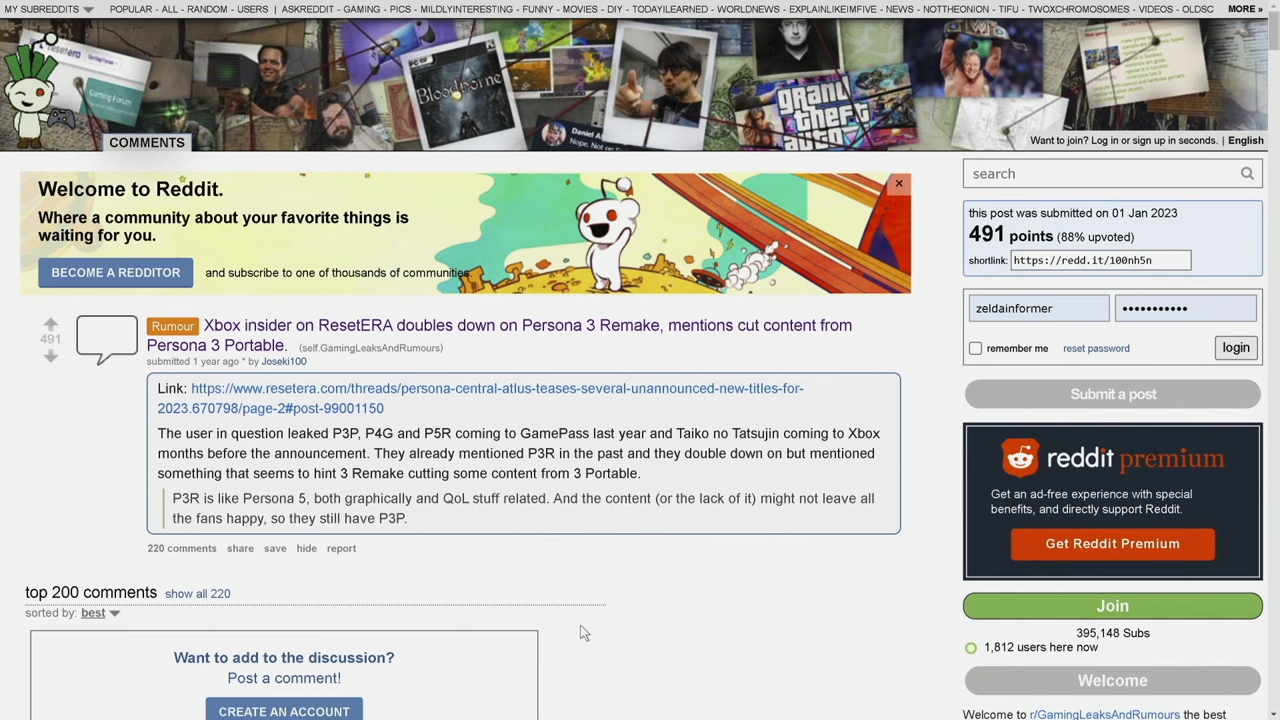 MY SUBREDDITS
POPULAR - ALL - RANDOM - USERS | ASKREDDIT - GAMING - PICS - MILDLYINTERESTING - FUNNY - MOVIES - DIY - TODAYILEARNED - WORLDNEWS - EXPLAINLIKEIMFIVE - NEWS - NOTTHEONION - TIFU - TWOXCHROMOSOMES - VIDEOS - OLDSC
MORE »
resetera
Gaming Forum
PC DVD
Bloodborne
grand
theft
auto
COMMENTS
Want to join? Log in or sign up in seconds. | English
Welcome to Reddit.
Where a community about your favorite things is
waiting for you.
BECOME A REDDITOR
and subscribe to one of thousands of communities.
×
491
Rumour Xbox insider on ResetERA doubles down on Persona 3 Remake, mentions cut content from
Persona 3 Portable. (self.GamingLeaksAndRumours)
submitted 1 year ago * by Joseki100
Link: https://www.resetera.com/threads/persona-central-atlus-teases-several-unannounced-new-titles-for-
2023.670798/page-2#post-99001150
The user in question leaked P3P, P4G and P5R coming to GamePass last year and Taiko no Tatsujin coming to Xbox
months before the announcement. They already mentioned P3R in the past and they double down on but mentioned
something that seems to hint 3 Remake cutting some content from 3 Portable.
P3R is like Persona 5, both graphically and QoL stuff related. And the content (or the lack of it) might not leave all
the fans happy, so they still have P3P.
220 comments share save hide report
top 200 comments show all 220
sorted by: best
Want to add to the discussion?
Post a comment!
CREATE AN ACCOUNT
search
this post was submitted on 01 Jan 2023
491 points (88% upvoted)
shortlink: https://redd.it/100nh5n
zeldainformer
•••••••••••
remember me
reset password
login
Submit a post
reddit premium
Get an ad-free experience with special
benefits, and directly support Reddit.
Get Reddit Premium
Join
395,148 Subs
1,812 users here now
Welcome
Welcome to r/GamingLeaksAndRumours the best